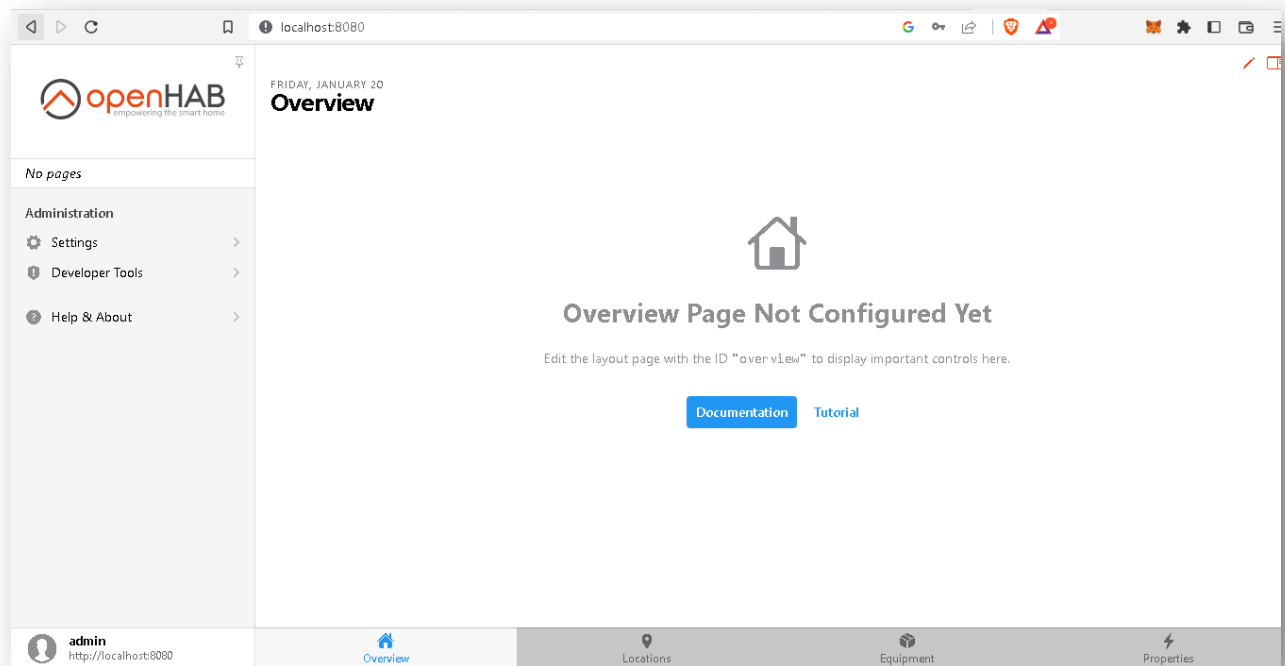 localhost:8080
openHAB
empowering the smart home
No pages
Administration
Settings
Developer Tools
Help & About
admin
http://localhost:8080
FRIDAY, JANUARY 20
Overview
Overview Page Not Configured Yet
Edit the layout page with the ID "overview" to display important controls here.
Documentation Tutorial
Overview Locations Equipment Properties